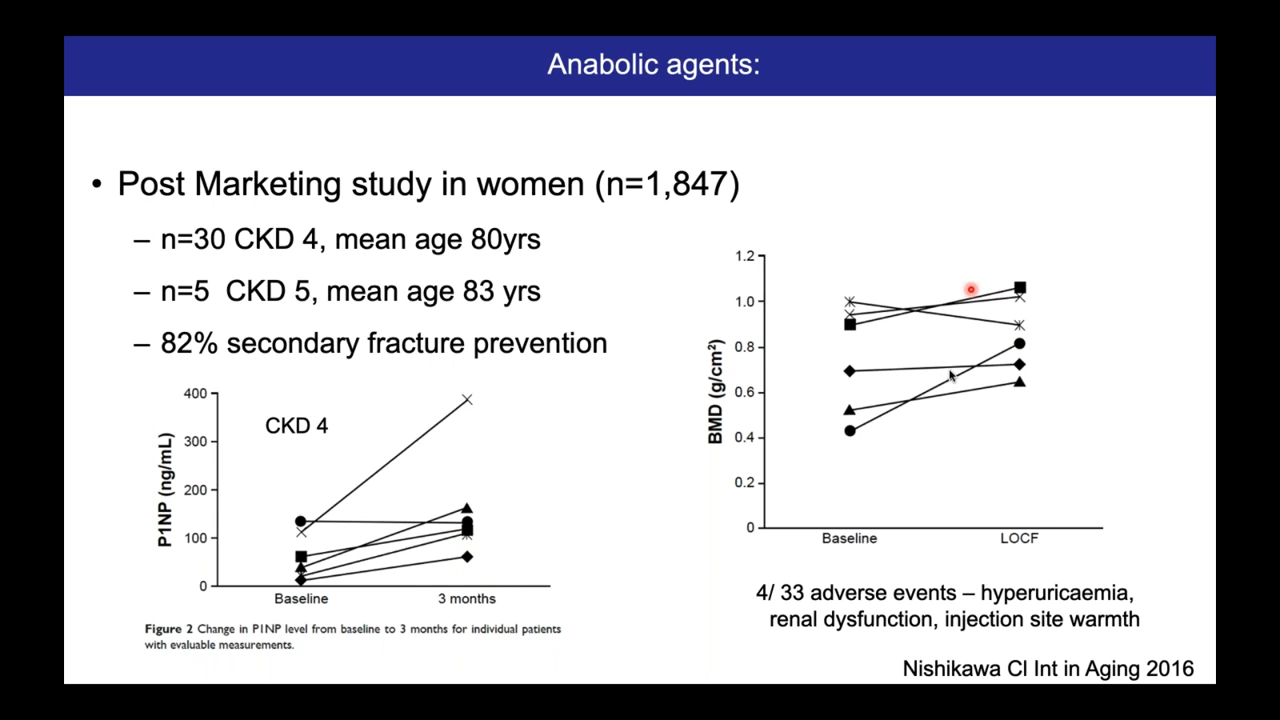 Anabolic agents:
• Post Marketing study in women (n=1,847)
– n=30 CKD 4, mean age 80yrs
– n=5 CKD 5, mean age 83 yrs
– 82% secondary fracture prevention
400
300
200
100
0
P1NP (ng/mL)
CKD 4
Baseline
3 months
Figure 2 Change in P1NP level from baseline to 3 months for individual patients
with evaluable measurements.
1.2
1.0
0.8
0.6
0.4
0.2
0
BMD (g/cm²)
Baseline
LOCF
4/ 33 adverse events – hyperuricaemia,
renal dysfunction, injection site warmth
Nishikawa CI Int in Aging 2016